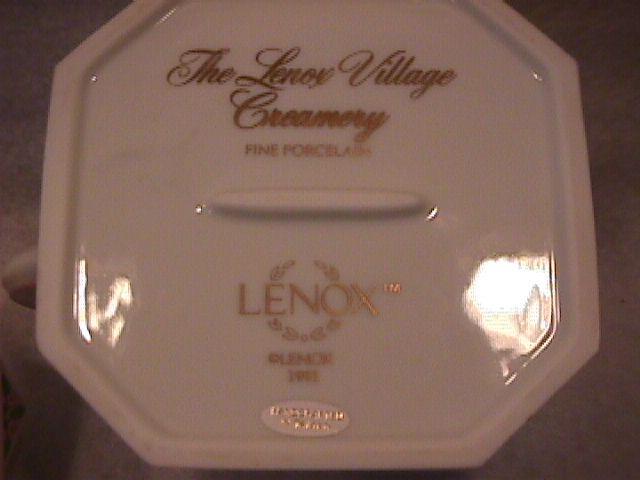 The Lenox Village
Creamery
FINE PORCELAIN
LENOX™
©LENOX
1991